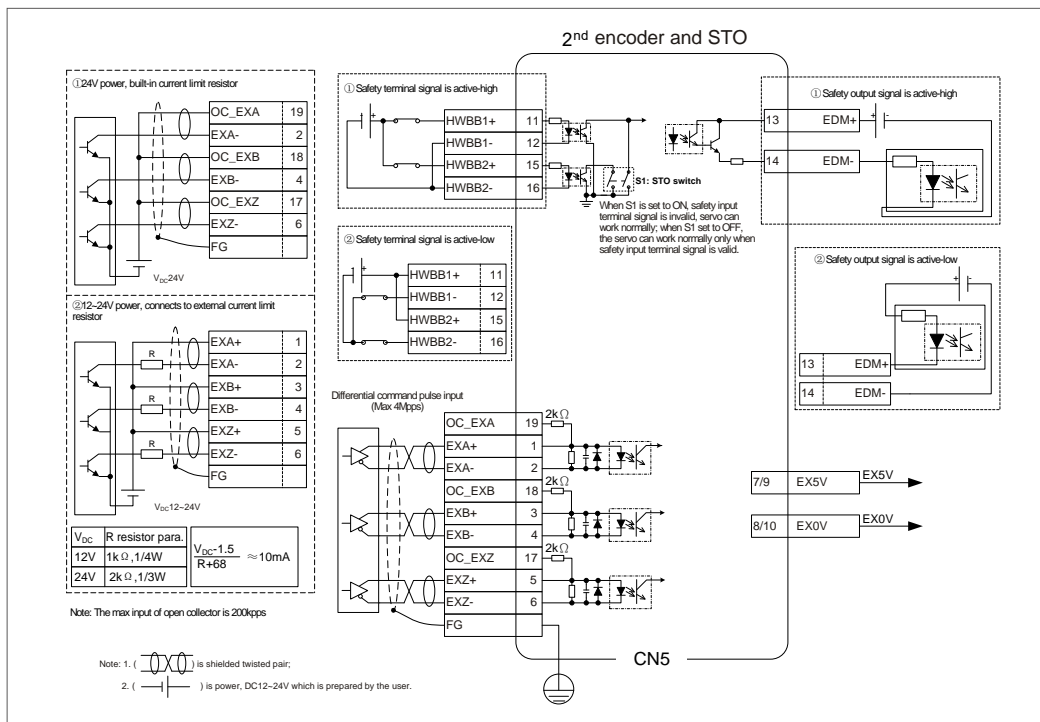 2nd encoder and STO
①24V power, built-in current limit resistor
OC_EXA 19
EXA- 2
OC_EXB 18
EXB- 4
OC_EXZ 17
EXZ- 6
FG
VDC24V
②12~24V power, connects to external current limit
resistor
EXA+ 1
R EXA- 2
EXB+ 3
R EXB- 4
EXZ+ 5
R EXZ- 6
FG
VDC12~24V
VDC R resistor para.
12V 1kΩ,1/4W
24V 2kΩ,1/3W
VDC-1.5
R+68
≈10mA
Note: The max input of open collector is 200kpps
Note: 1. ( ) is shielded twisted pair;
2. ( ) is power, DC12~24V which is prepared by the user.
① Safety terminal signal is active-high
- +
HWBB1+ 11
HWBB1- 12
HWBB2+ 15
HWBB2- 16
S1: STO switch
When S1 is set to ON, safety input
terminal signal is invalid, servo can
work normally; when S1 set to OFF,
the servo can work normally only when
safety input terminal signal is valid.
② Safety terminal signal is active-low
- +
HWBB1+ 11
HWBB1- 12
HWBB2+ 15
HWBB2- 16
Differential command pulse input
(Max 4Mpps)
OC_EXA 19 2kΩ
EXA+ 1
EXA- 2
OC_EXB 18 2kΩ
EXB+ 3
EXB- 4
OC_EXZ 17 2kΩ
EXZ+ 5
EXZ- 6
FG
CN5
① Safety output signal is active-high
13 EDM+ + -
14 EDM-
② Safety output signal is active-low
+ -
13 EDM+
14 EDM-
7/9 EX5V EX5V
8/10 EX0V EX0V